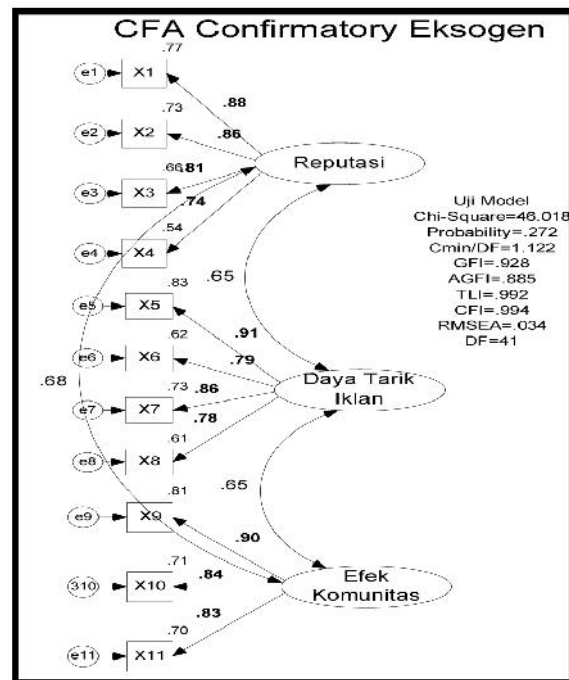 CFA Confirmatory Eksogen
.77
e1
X1
.88
.73
e2
X2
.86
Reputasi
.66
.81
e3
X3
.74
.54
e4
X4
Uji Model
Chi-Square=46.018
Probability=.272
Cmin/DF=1.122
GFI=.928
AGFI=.885
TLI=.992
CFI=.994
RMSEA=.034
DF=41
.65
.83
e5
X5
.91
.62
e6
X6
.79
.68
.73
e7
X7
.86
Daya Tarik
Iklan
.78
.61
e8
X8
.65
.81
e9
X9
.90
.71
310
X10
.84
Efek
Komunitas
.83
.70
e11
X11